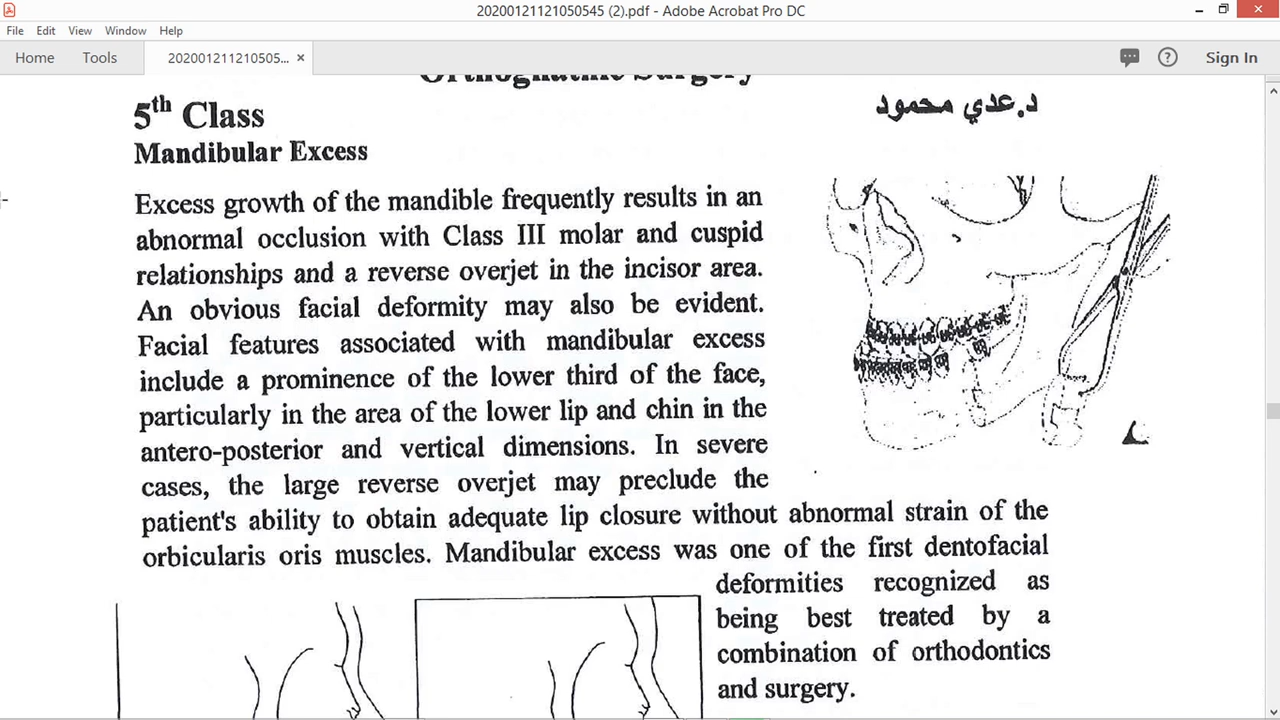 202001211210505​45 (2).pdf - Adobe Acrobat Pro DC
File Edit View Window Help
Home Tools 202001211210505... × Sign In
Orthognathic Surgery
5th Class
د.عدي محمود
Mandibular Excess
Excess growth of the mandible frequently results in an
abnormal occlusion with Class III molar and cuspid
relationships and a reverse overjet in the incisor area.
An obvious facial deformity may also be evident.
Facial features associated with mandibular excess
include a prominence of the lower third of the face,
particularly in the area of the lower lip and chin in the
antero-posterior and vertical dimensions. In severe
cases, the large reverse overjet may preclude the
patient's ability to obtain adequate lip closure without abnormal strain of the
orbicularis oris muscles. Mandibular excess was one of the first dentofacial
deformities recognized as
being best treated by a
combination of orthodontics
and surgery.